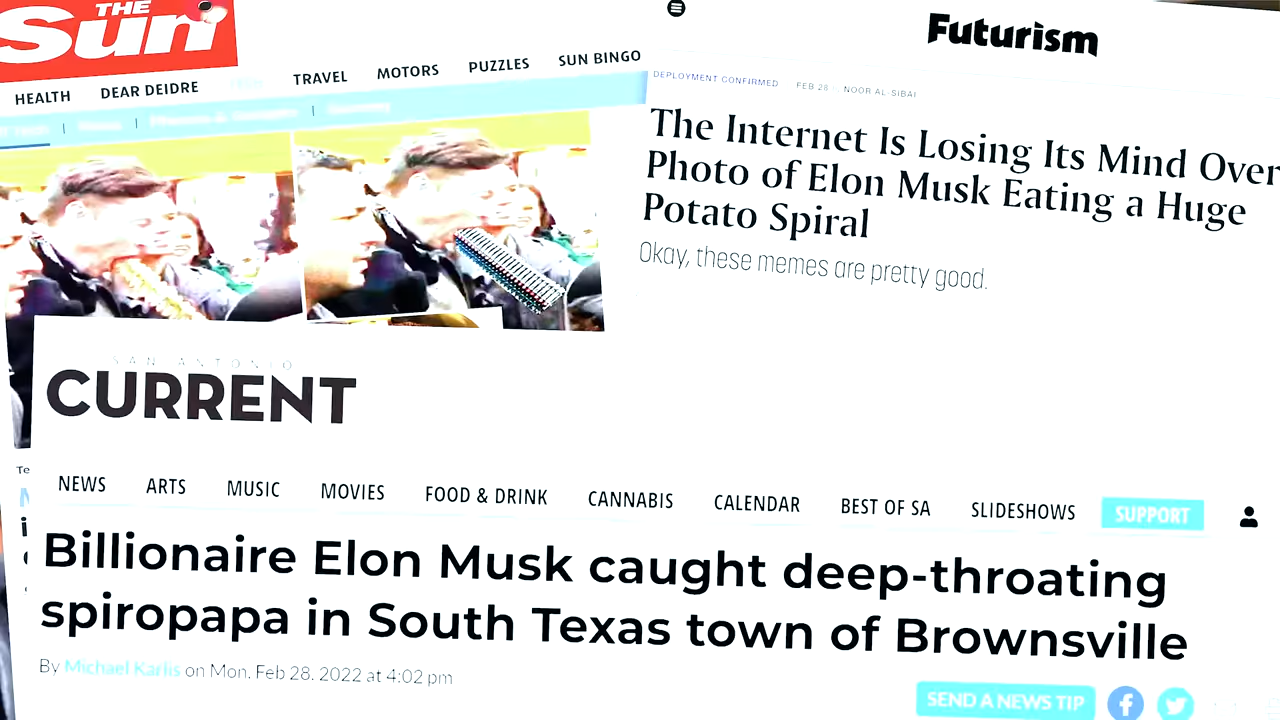 THE
Sun
HEALTH DEAR DEIDRE TRAVEL MOTORS PUZZLES SUN BINGO
Futurism
DEPLOYMENT CONFIRMED FEB 28 NOOR AL-SIBAI
The Internet Is Losing Its Mind Over
Photo of Elon Musk Eating a Huge
Potato Spiral
Okay, these memes are pretty good.
SAN ANTONIO
CURRENT
NEWS ARTS MUSIC MOVIES FOOD & DRINK CANNABIS CALENDAR BEST OF SA SLIDESHOWS SUPPORT
Te
Billionaire Elon Musk caught deep-throating
spiropapa in South Texas town of Brownsville
By Michael Karlis on Mon, Feb 28, 2022 at 4:02 pm
SEND A NEWS TIP